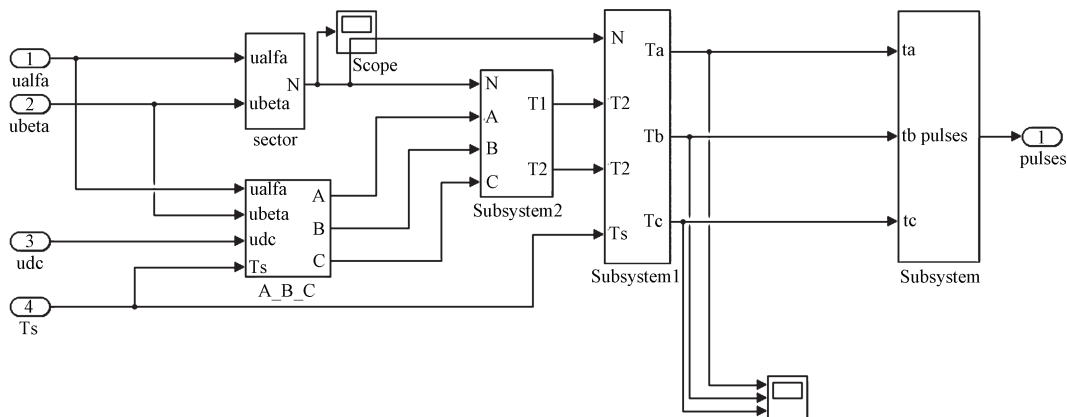 1
ualfa
2
ubeta
3
udc
4
Ts
ualfa
ubeta
N
sector
Scope
ualfa
ubeta
udc
Ts
A
B
C
A_B_C
N
A
B
C
T1
T2
Subsystem2
N
T2
T2
Ts
Ta
Tb
Tc
Subsystem1
ta
tb pulses
tc
Subsystem
1
pulses